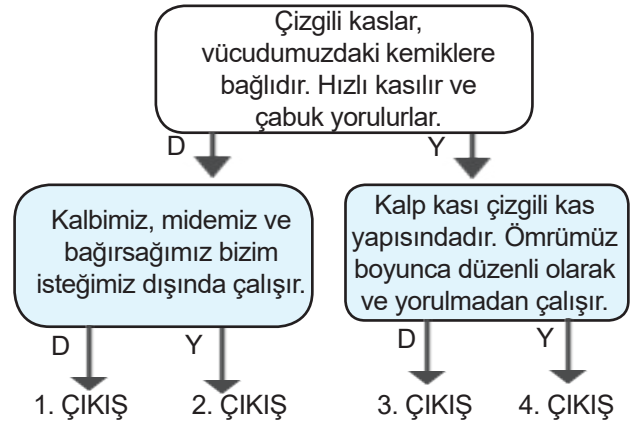 Çizgili kaslar,
vücudumuzdaki kemiklere
bağlıdır. Hızlı kasılır ve
çabuk yorulurlar.
D
Y
Kalbimiz, midemiz ve
bağırsağımız bizim
isteğimiz dışında çalışır.
Kalp kası çizgili kas
yapısındadır. Ömrümüz
boyunca düzenli olarak
ve yorulmadan çalışır.
D
Y
D
Y
1. ÇIKIŞ
2. ÇIKIŞ
3. ÇIKIŞ
4. ÇIKIŞ